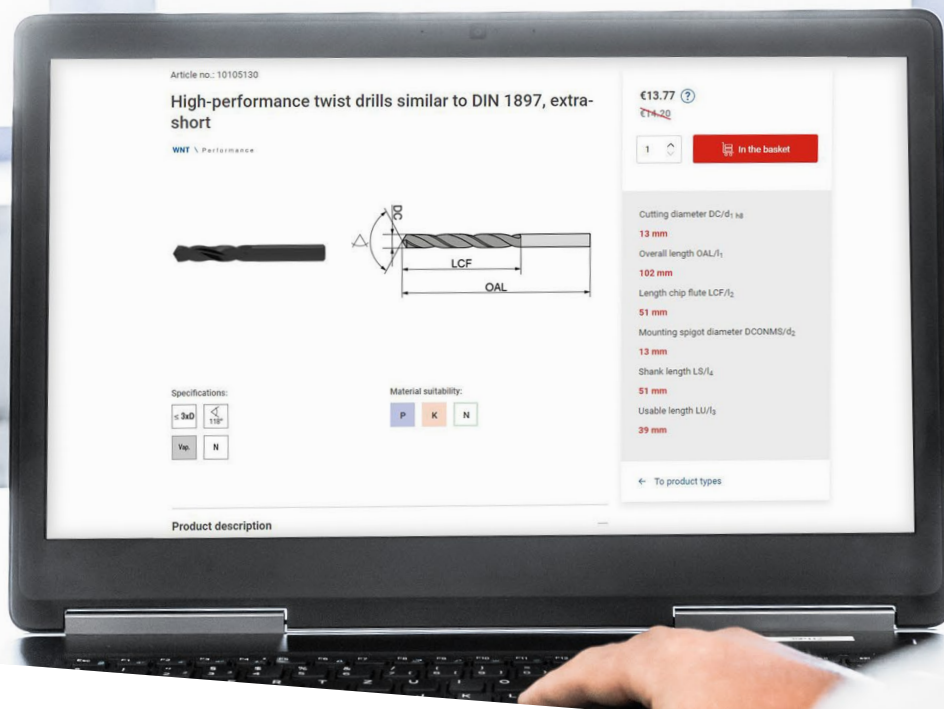 Article no.: 10105130
High-performance twist drills similar to DIN 1897, extra-
short
WNT \ Performance
DC
LCF
OAL
Specifications:
≤ 3xD
118°
Vap.
N
Material suitability:
P K N
Product description
€13.77 ?
€14.20
1
In the basket
Cutting diameter DC/d1 h8
13 mm
Overall length OAL/l1
102 mm
Length chip flute LCF/l2
51 mm
Mounting spigot diameter DCONMS/d2
13 mm
Shank length LS/l4
51 mm
Usable length LU/l3
39 mm
← To product types